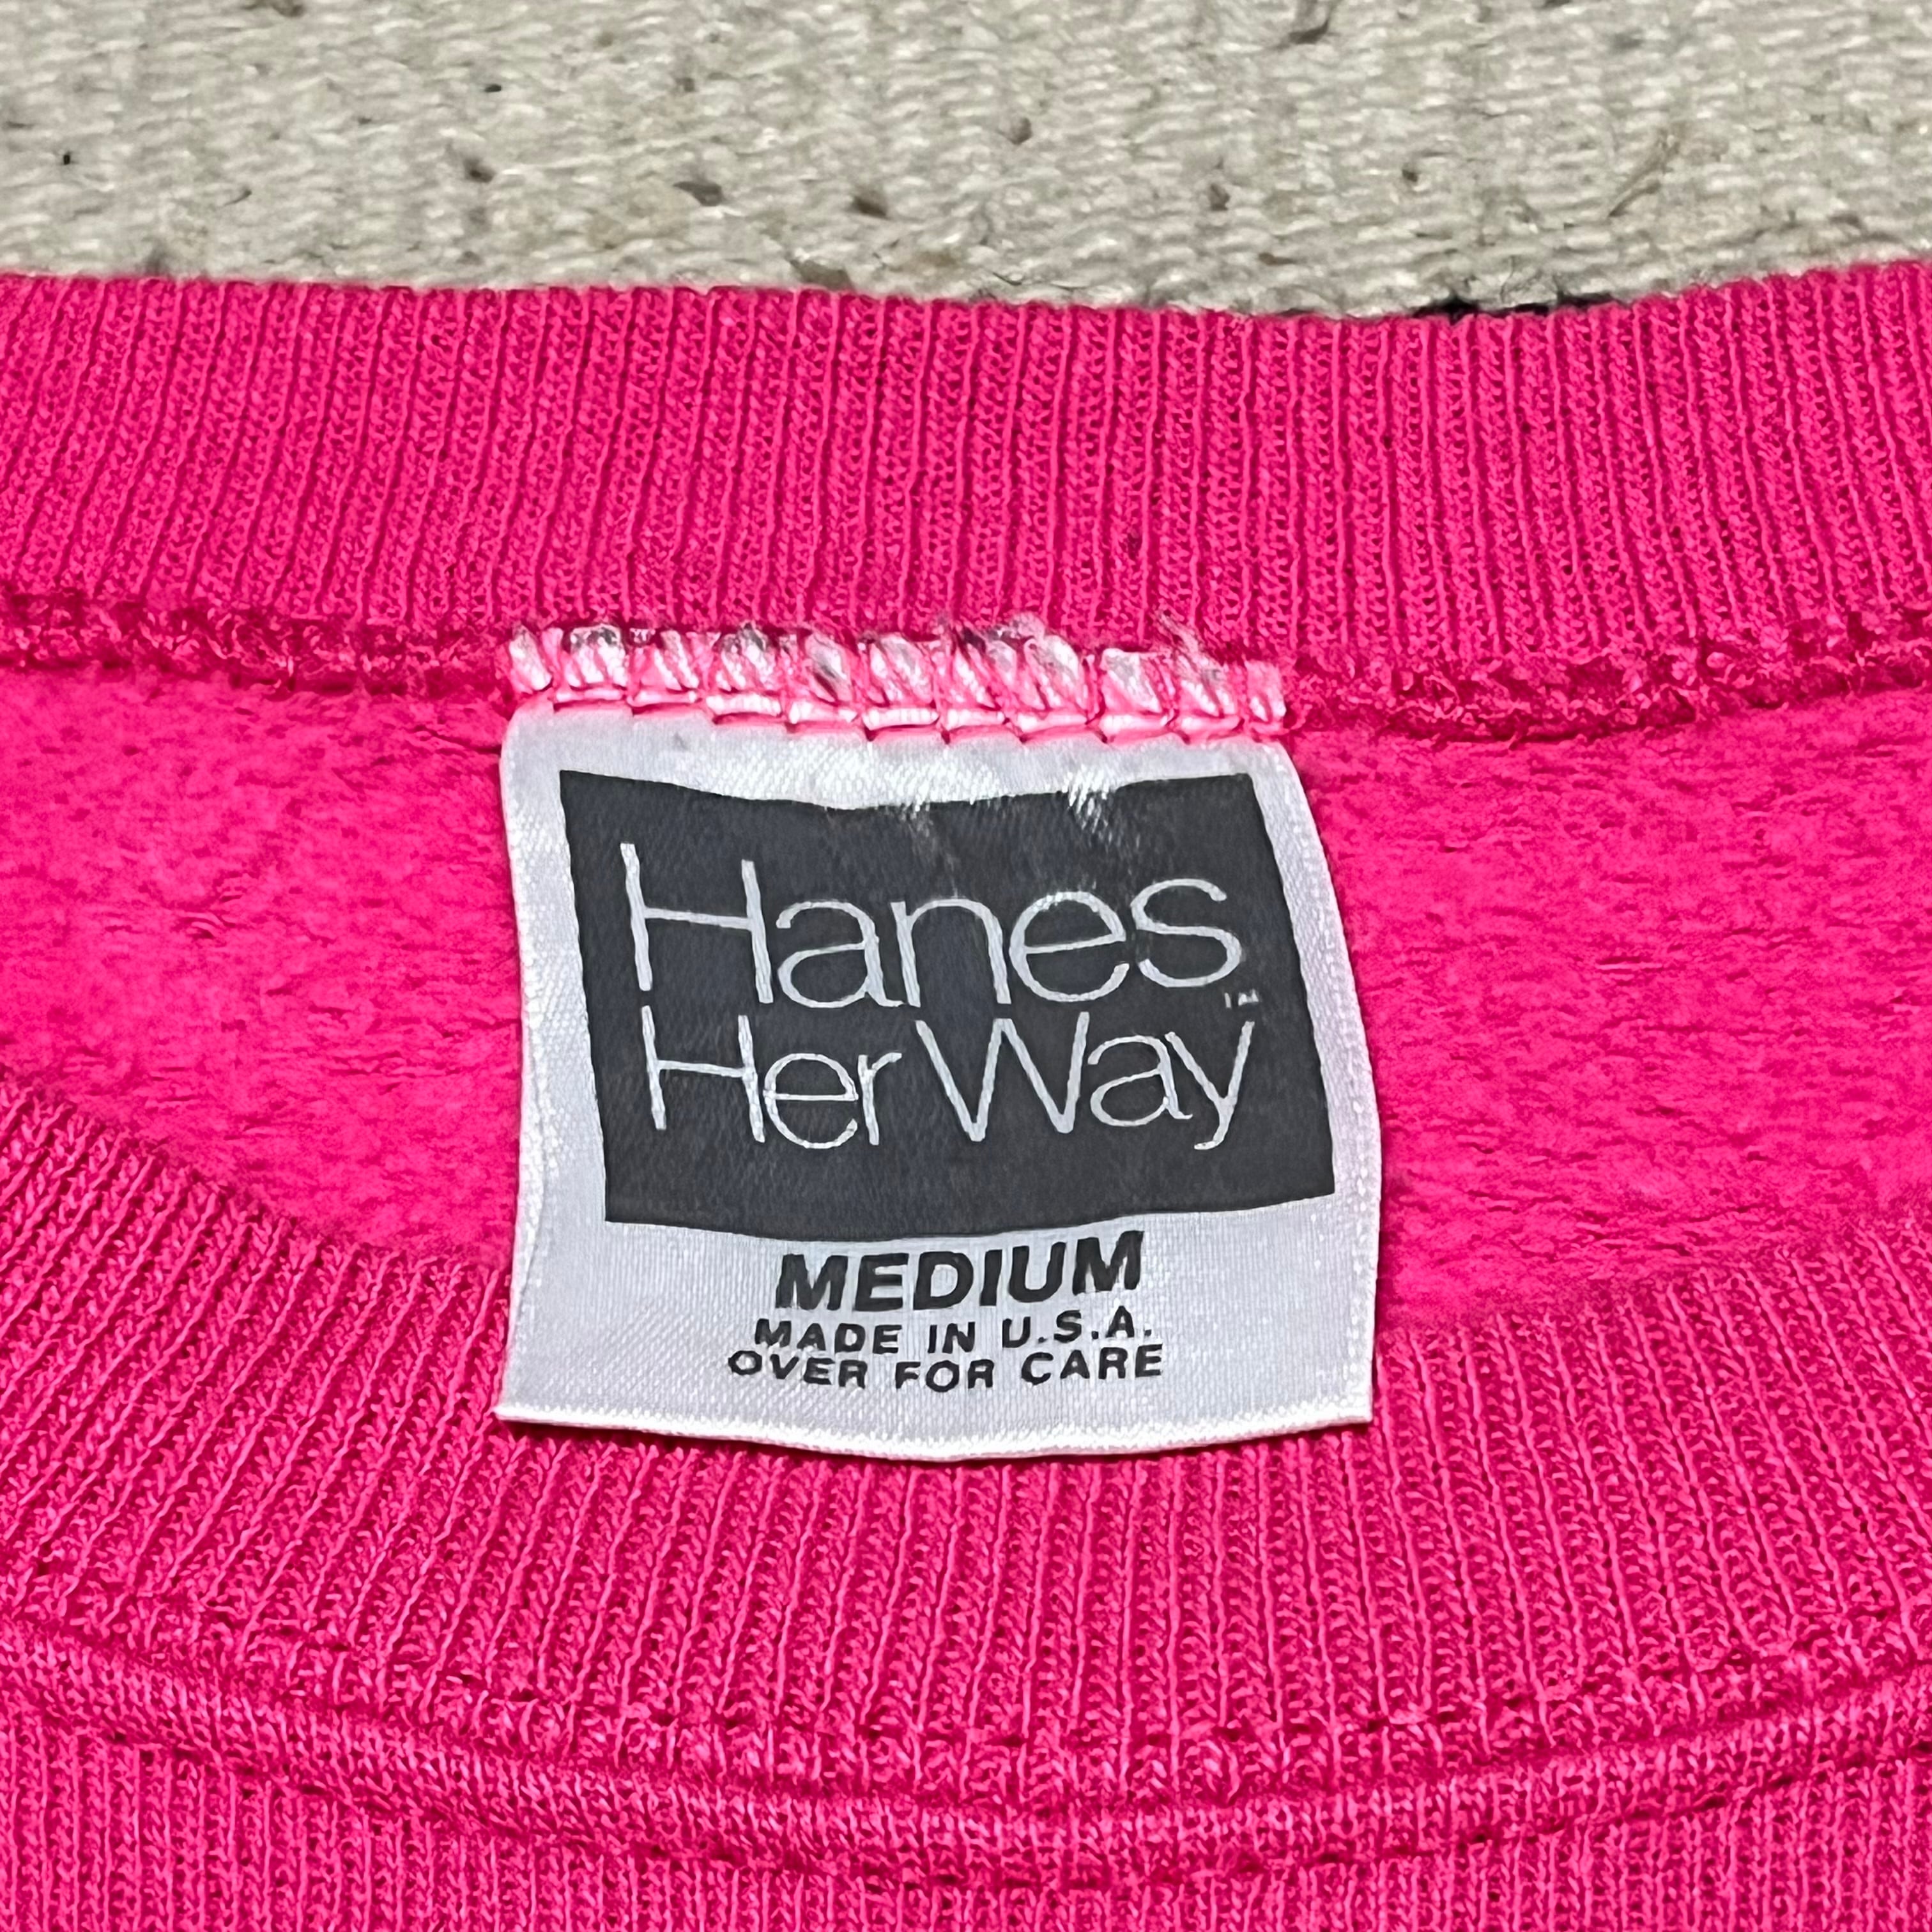 Hanes
TM
Her Way
MEDIUM
MADE IN U.S.A.
OVER FOR CARE